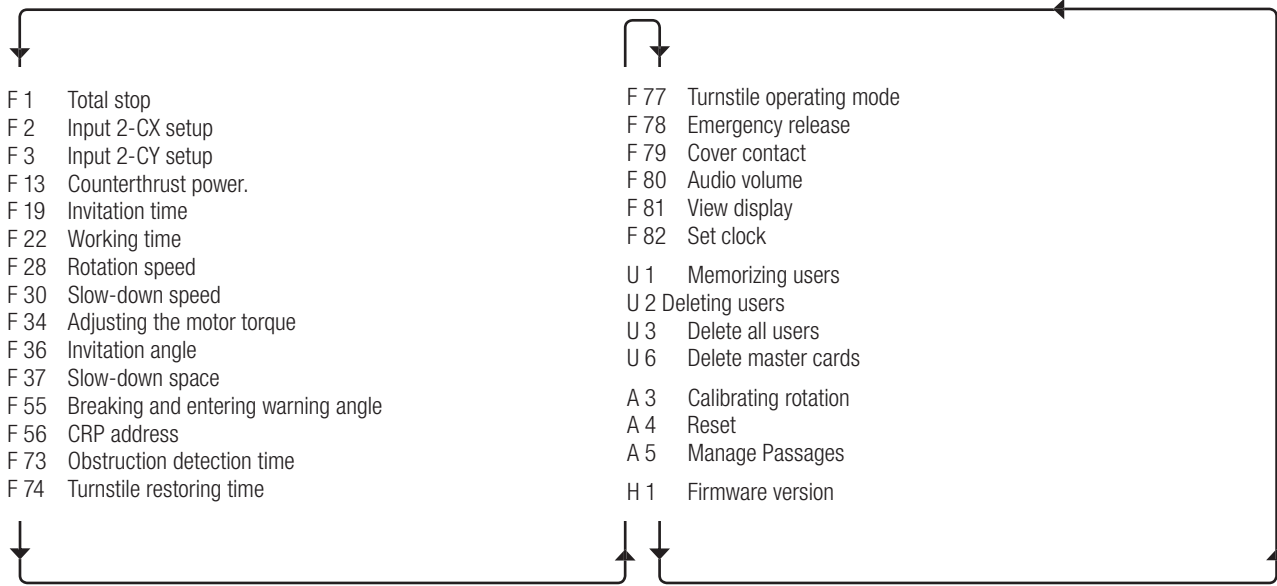 F 1 Total stop
F 2 Input 2-CX setup
F 3 Input 2-CY setup
F 13 Counterthrust power.
F 19 Invitation time
F 22 Working time
F 28 Rotation speed
F 30 Slow-down speed
F 34 Adjusting the motor torque
F 36 Invitation angle
F 37 Slow-down space
F 55 Breaking and entering warning angle
F 56 CRP address
F 73 Obstruction detection time
F 74 Turnstile restoring time
F 77 Turnstile operating mode
F 78 Emergency release
F 79 Cover contact
F 80 Audio volume
F 81 View display
F 82 Set clock
U 1 Memorizing users
U 2 Deleting users
U 3 Delete all users
U 6 Delete master cards
A 3 Calibrating rotation
A 4 Reset
A 5 Manage Passages
H 1 Firmware version